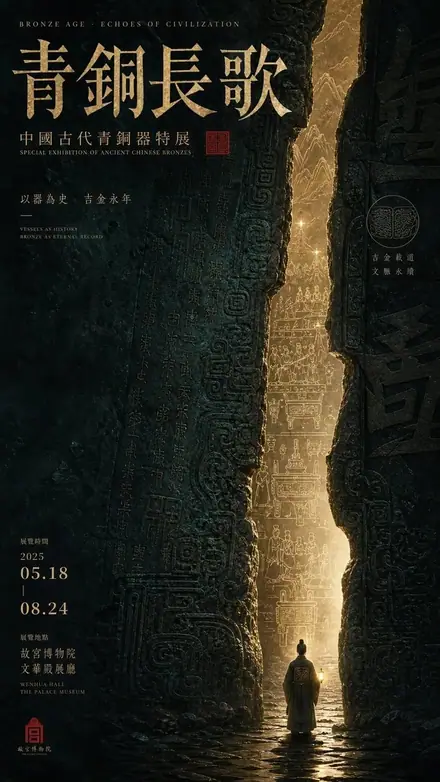 BRONZE AGE · ECHOES OF CIVILIZATION
青銅長歌
中國古代青銅器特展
SPECIAL EXHIBITION OF ANCIENT CHINESE BRONZES
以器為史 · 吉金永年
VESSELS AS HISTORY
BRONZE AS ETERNAL RECORD
吉金載道
文脈永續
展覽時間
2025
05.18
08.24
展覽地點
故宮博物院
文華殿展廳
WENHUA HALL
THE PALACE MUSEUM
故宮博物院